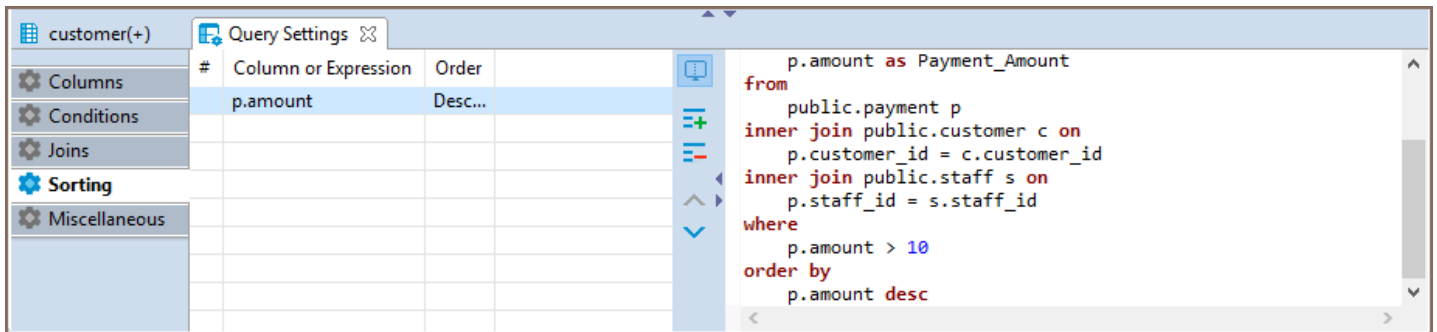 customer(+)
Query Settings
Columns
Conditions
Joins
Sorting
Miscellaneous
# Column or Expression Order
p.amount Desc...
p.amount as Payment_Amount
from
public.payment p
inner join public.customer c on
p.customer_id = c.customer_id
inner join public.staff s on
p.staff_id = s.staff_id
where
p.amount > 10
order by
p.amount desc